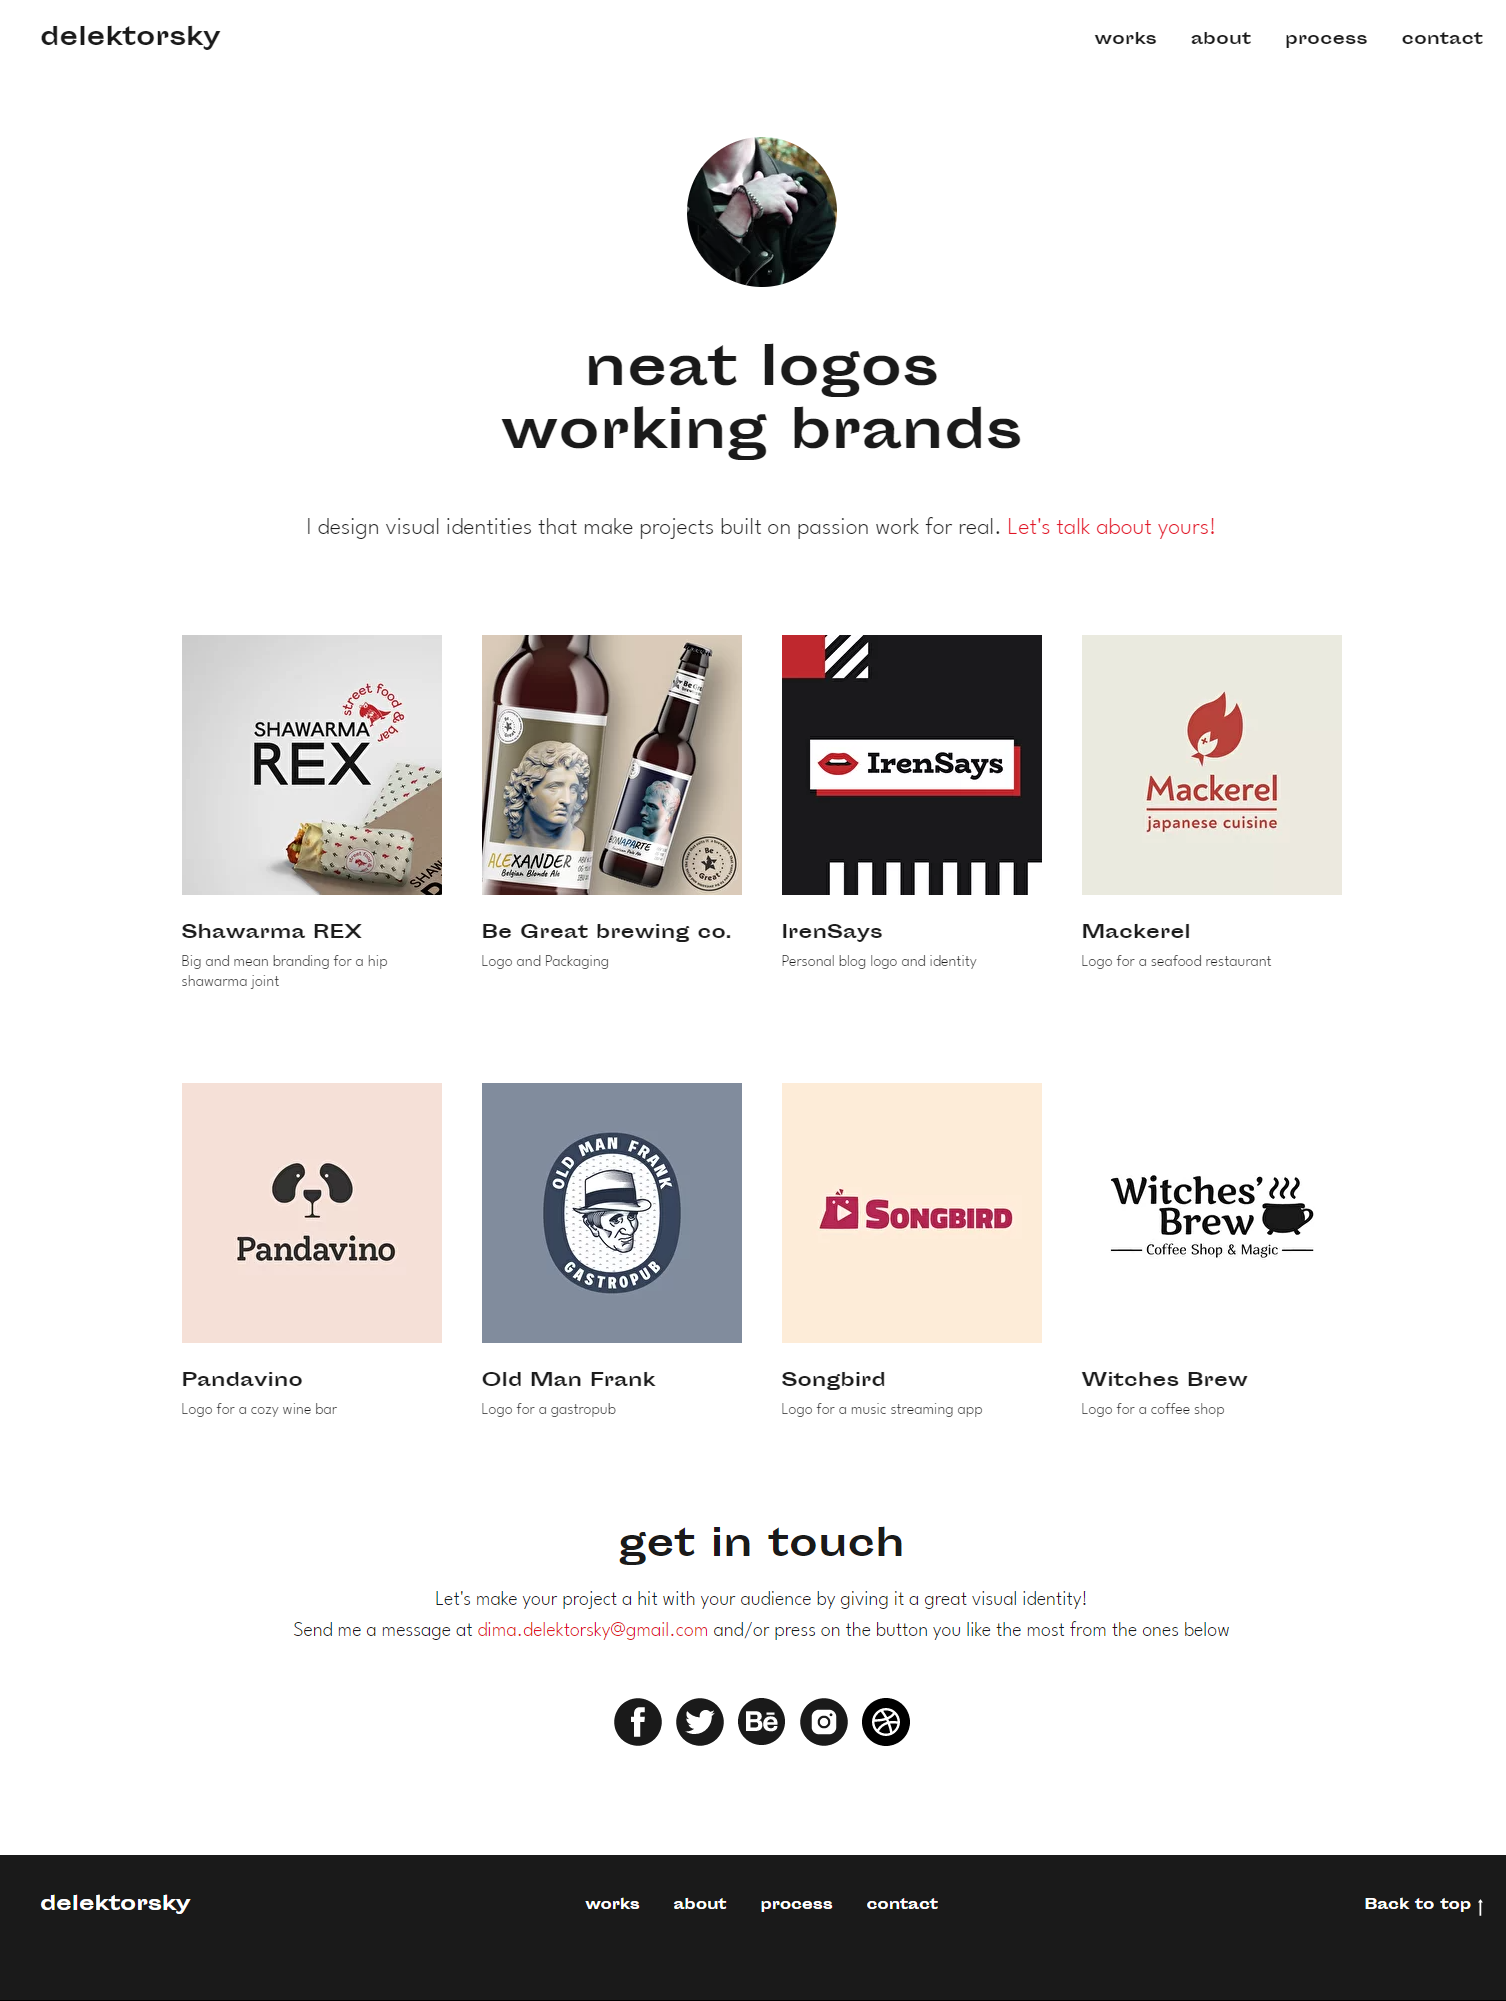 delektorsky
works about process contact
neat logos
working brands
I design visual identities that make projects built on passion work for real. Let's talk about yours!
street food & bar
SHAWARMA
REX
SHAW
Be Great
ALEXANDER
Belgian Blonde Ale
BONAPARTE
Be Great
IrenSays
Mackerel
japanese cuisine
Shawarma REX
Be Great brewing co.
IrenSays
Mackerel
Big and mean branding for a hip
shawarma joint
Logo and Packaging
Personal blog logo and identity
Logo for a seafood restaurant
Pandavino
OLD MAN FRANK
GASTROPUB
SONGBIRD
Witches'
Brew
Coffee Shop & Magic
Pandavino
Old Man Frank
Songbird
Witches Brew
Logo for a cozy wine bar
Logo for a gastropub
Logo for a music streaming app
Logo for a coffee shop
get in touch
Let's make your project a hit with your audience by giving it a great visual identity!
Send me a message at dima.delektorsky@gmail.com and/or press on the button you like the most from the ones below
f
Bē
delektorsky
works about process contact
Back to top ↑